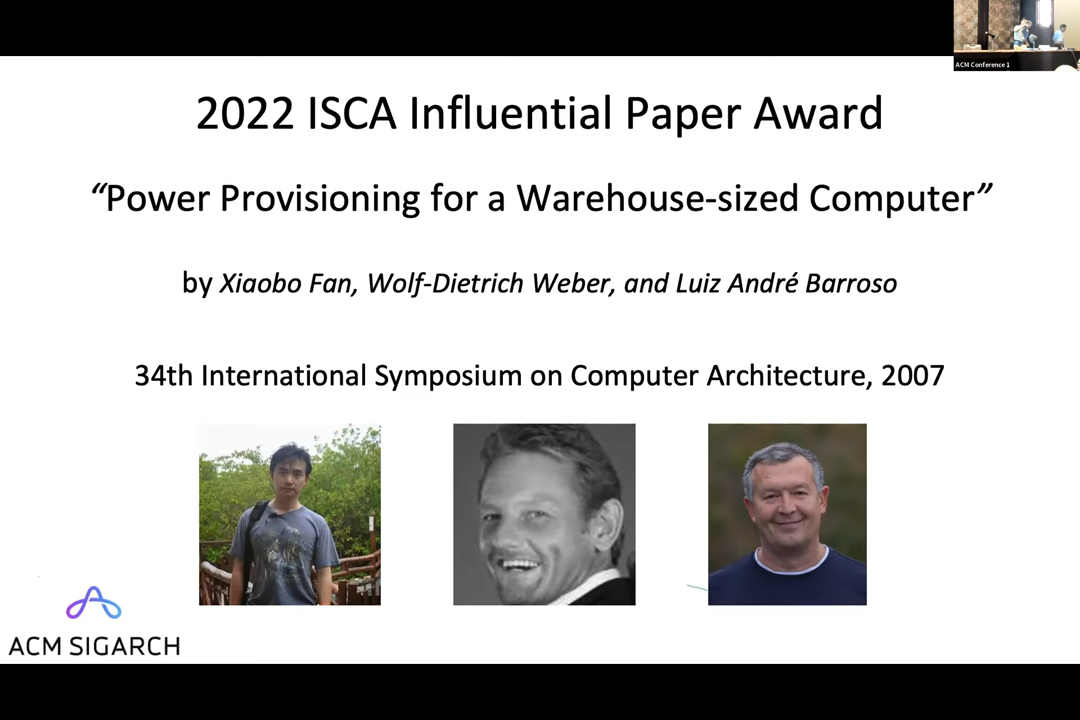 ACM Conference 1
2022 ISCA Influential Paper Award
“Power Provisioning for a Warehouse-sized Computer”
by Xiaobo Fan, Wolf-Dietrich Weber, and Luiz André Barroso
34th International Symposium on Computer Architecture, 2007
ACM SIGARCH